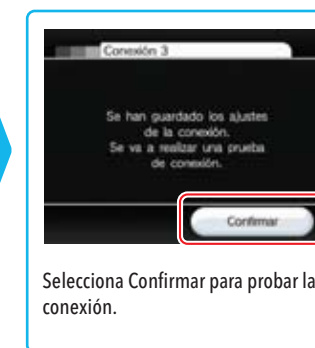 Conexión 3
Se han guardado los ajustes
de la conexión.
Se va a realizar una prueba
de conexión.
Confirmar
Selecciona Confirmar para probar la
conexión.